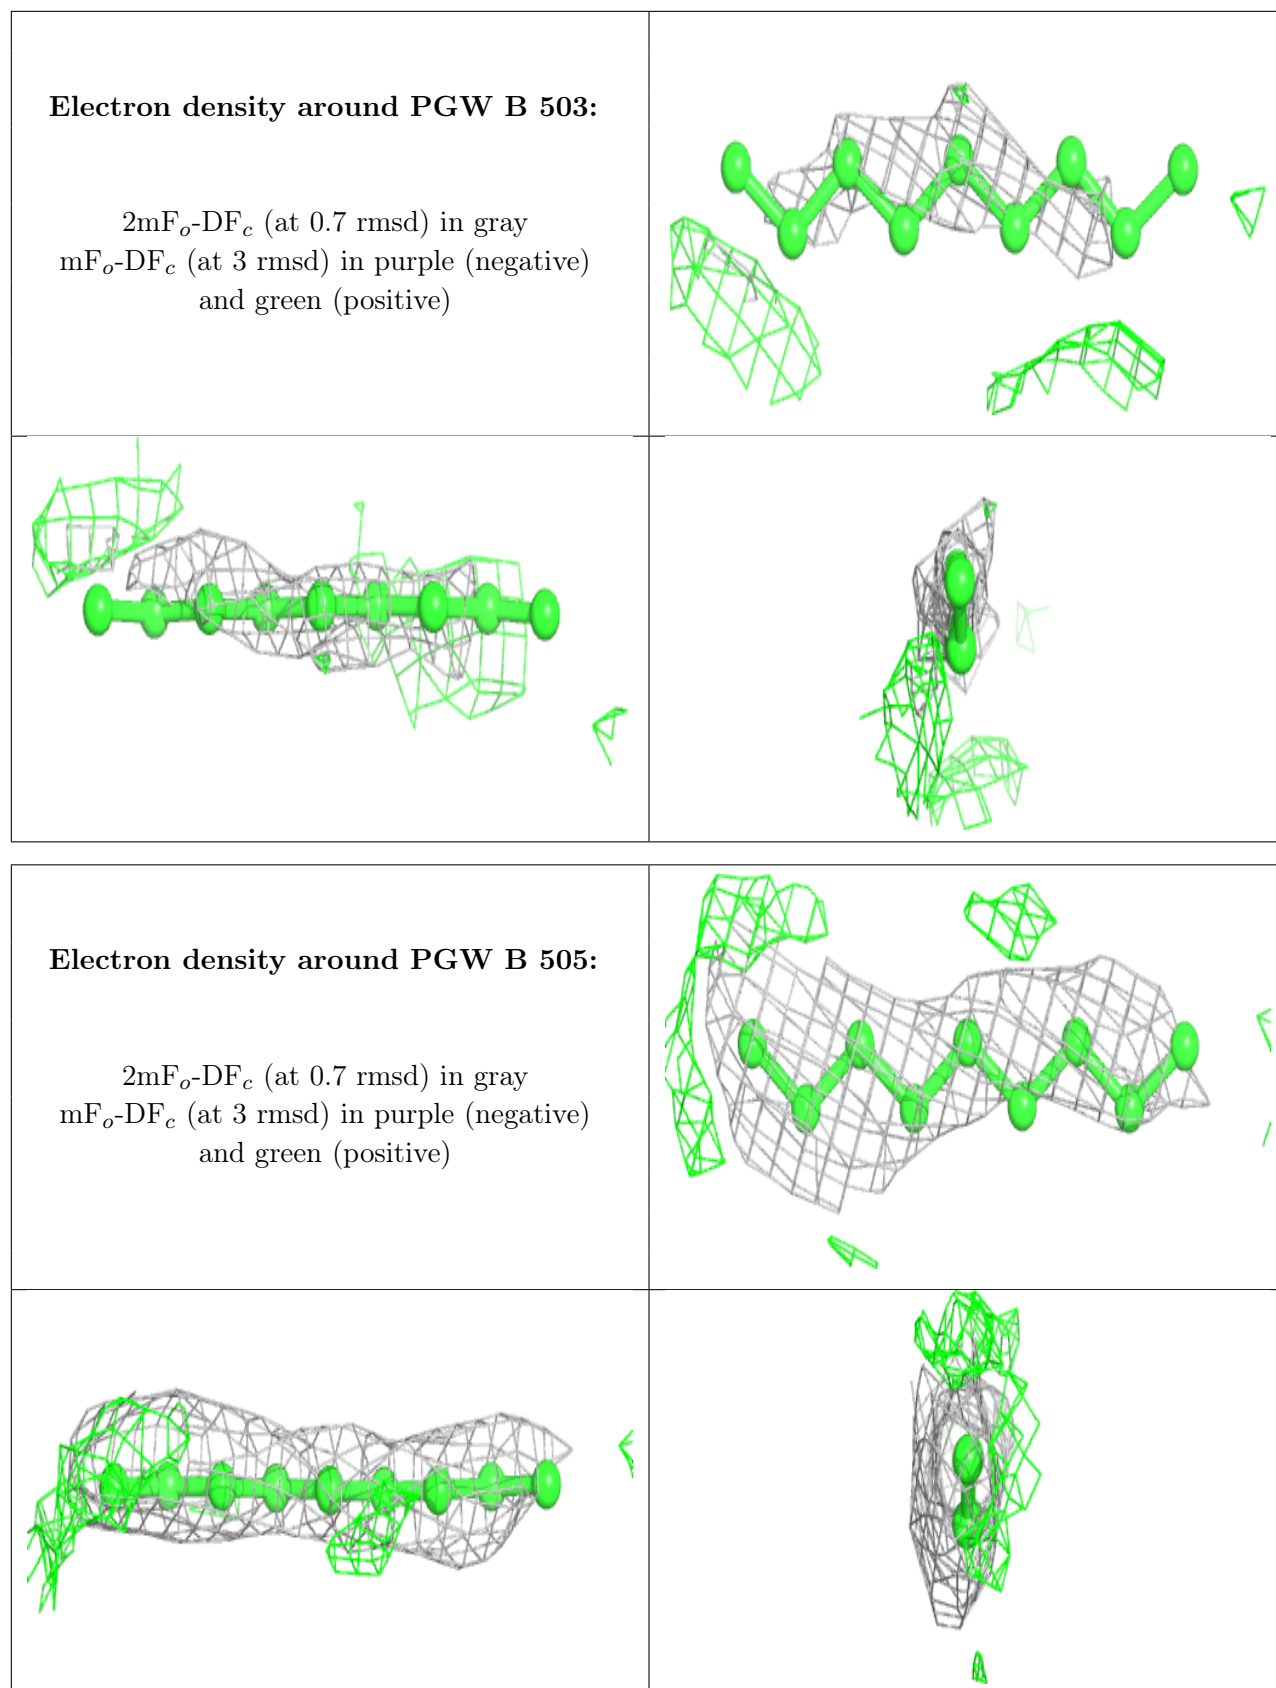 Electron density around PGW B 503:
2mFo-DFc (at 0.7 rmsd) in gray
mFo-DFc (at 3 rmsd) in purple (negative)
and green (positive)
Electron density around PGW B 505:
2mFo-DFc (at 0.7 rmsd) in gray
mFo-DFc (at 3 rmsd) in purple (negative)
and green (positive)